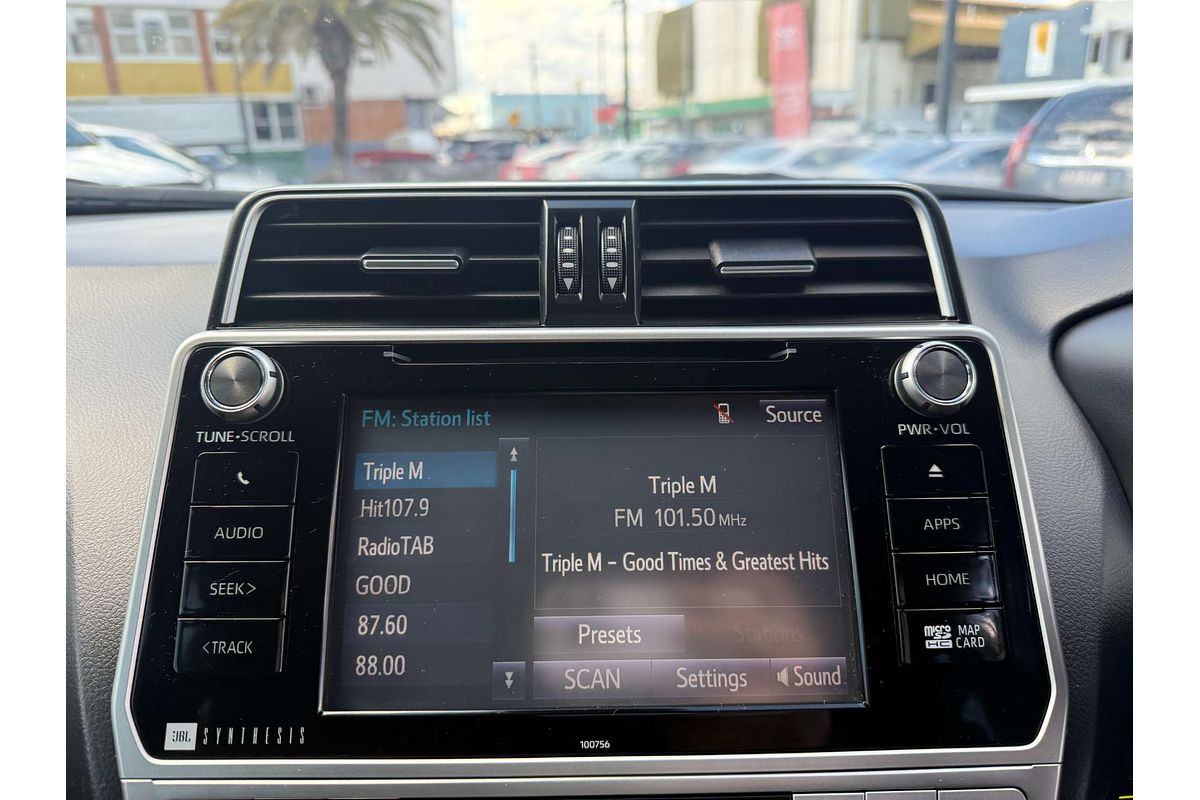 FM: Station list
Source
TUNE•SCROLL
PWR•VOL
Triple M
Hit107.9
RadioTAB
GOOD
87.60
88.00
Triple M
FM 101.50 MHz
Triple M – Good Times & Greatest Hits
Presets
Stations
SCAN
Settings
Sound
AUDIO
SEEK>
<TRACK
APPS
HOME
micro SD HC MAP CARD
JBL SYNTHESIS
100756